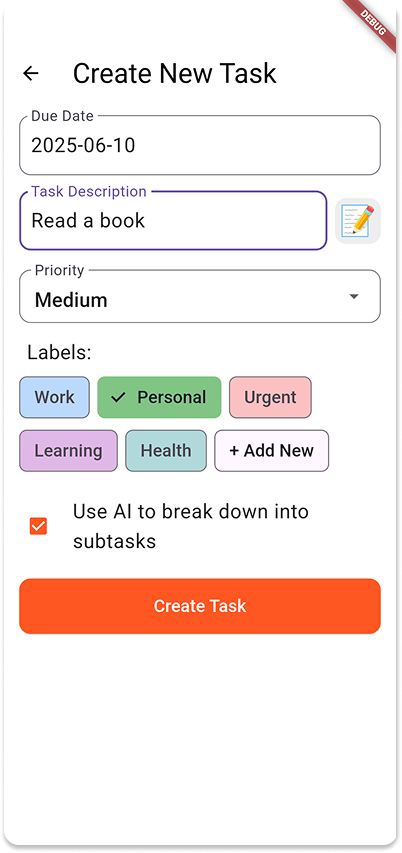 DEBUG
Create New Task
Due Date
2025-06-10
Task Description
Read a book
Priority
Medium
Labels:
Work
Personal
Urgent
Learning
Health
+ Add New
Use AI to break down into
subtasks
Create Task